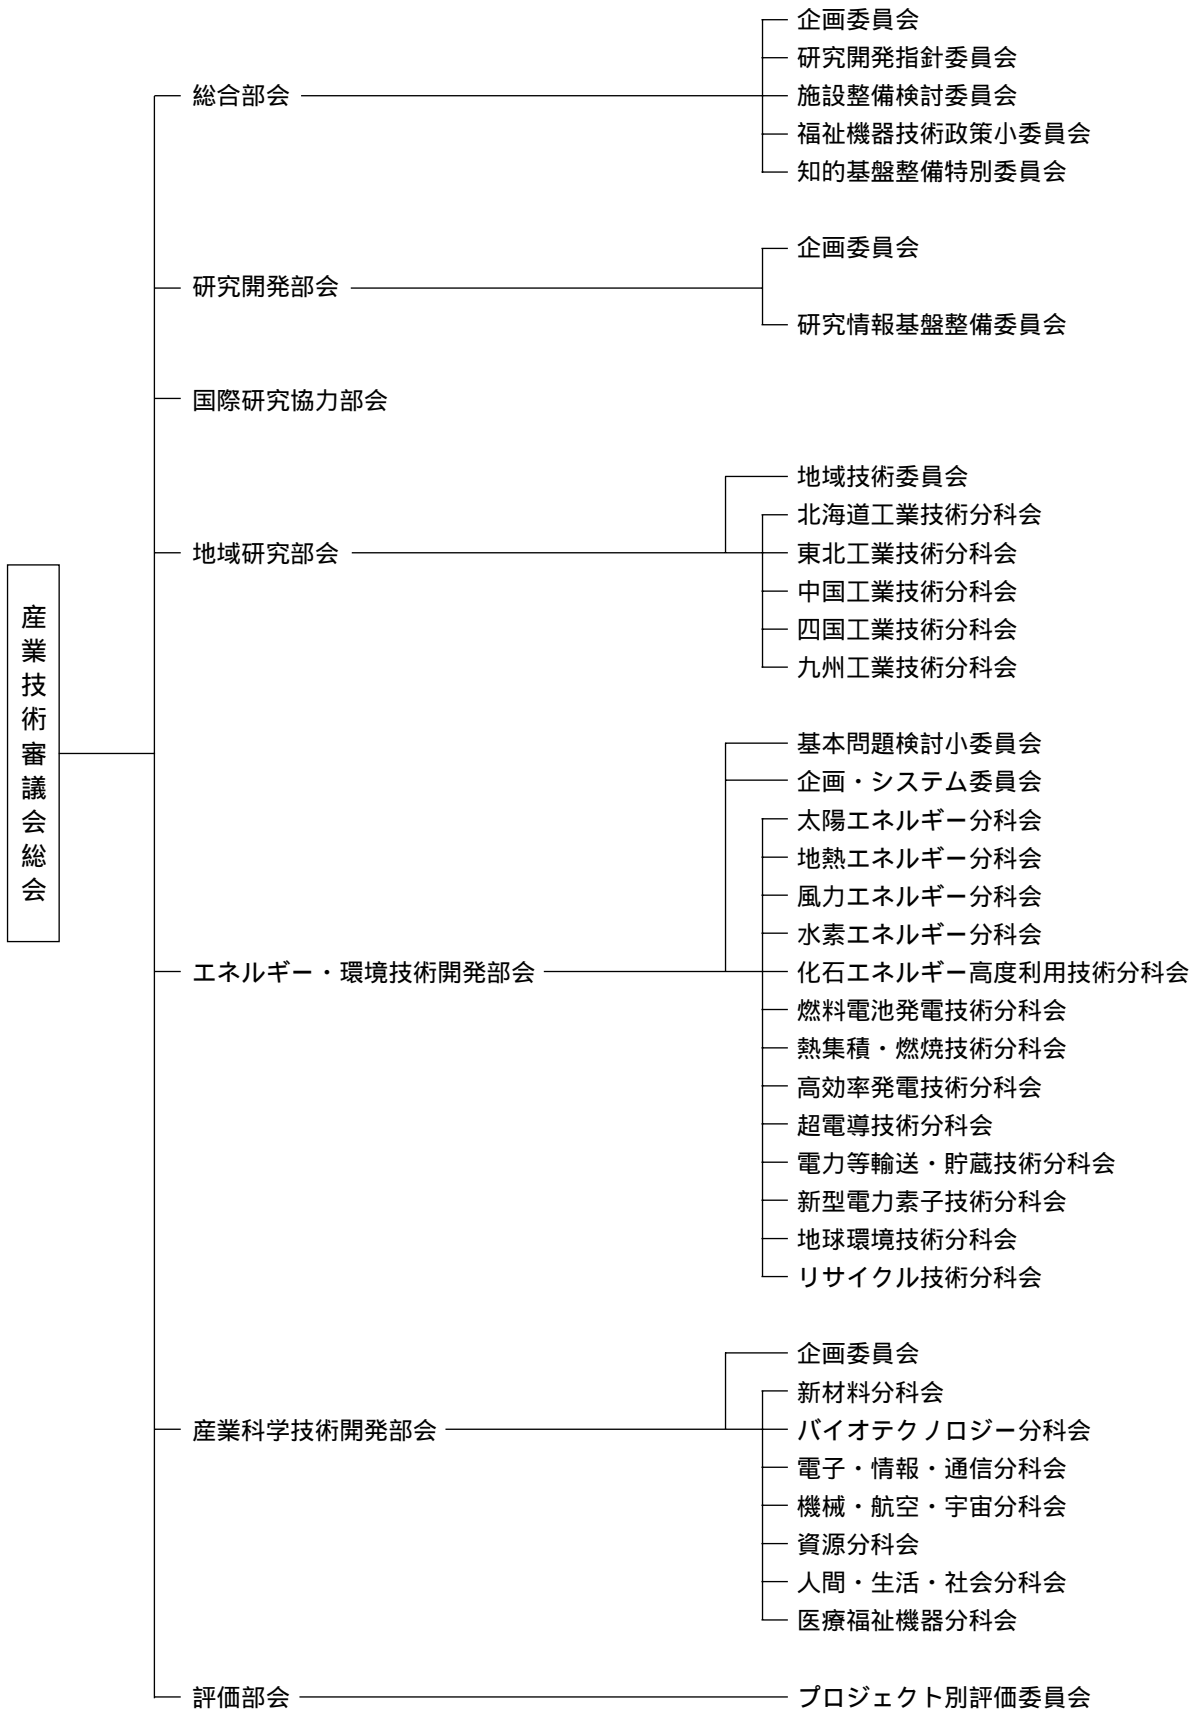 産業技術審議会総会
総合部会
企画委員会
研究開発指針委員会
施設整備検討委員会
福祉機器技術政策小委員会
知的基盤整備特別委員会
研究開発部会
企画委員会
研究情報基盤整備委員会
国際研究協力部会
地域研究部会
地域技術委員会
北海道工業技術分科会
東北工業技術分科会
中国工業技術分科会
四国工業技術分科会
九州工業技術分科会
エネルギー・環境技術開発部会
基本問題検討小委員会
企画・システム委員会
太陽エネルギー分科会
地熱エネルギー分科会
風力エネルギー分科会
水素エネルギー分科会
化石エネルギー高度利用技術分科会
燃料電池発電技術分科会
熱集積・燃焼技術分科会
高効率発電技術分科会
超電導技術分科会
電力等輸送・貯蔵技術分科会
新型電力素子技術分科会
地球環境技術分科会
リサイクル技術分科会
産業科学技術開発部会
企画委員会
新材料分科会
バイオテクノロジー分科会
電子・情報・通信分科会
機械・航空・宇宙分科会
資源分科会
人間・生活・社会分科会
医療福祉機器分科会
評価部会
プロジェクト別評価委員会